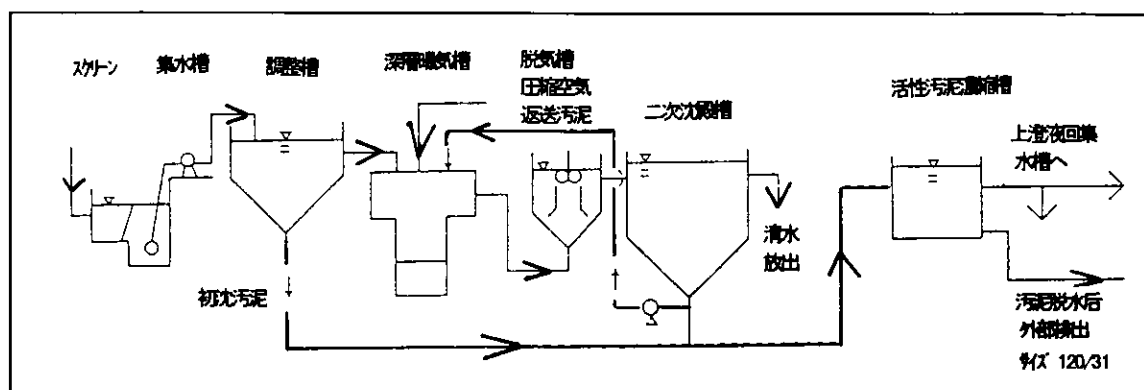 スクリーン
集水槽
調整槽
深層曝気槽
脱気槽
圧縮空気
返送汚泥
二次沈殿槽
活性汚泥濃縮槽
上澄液回集
水槽へ
清水
放出
初沈汚泥
汚泥脱水后
外部搬出
サイズ 120/31